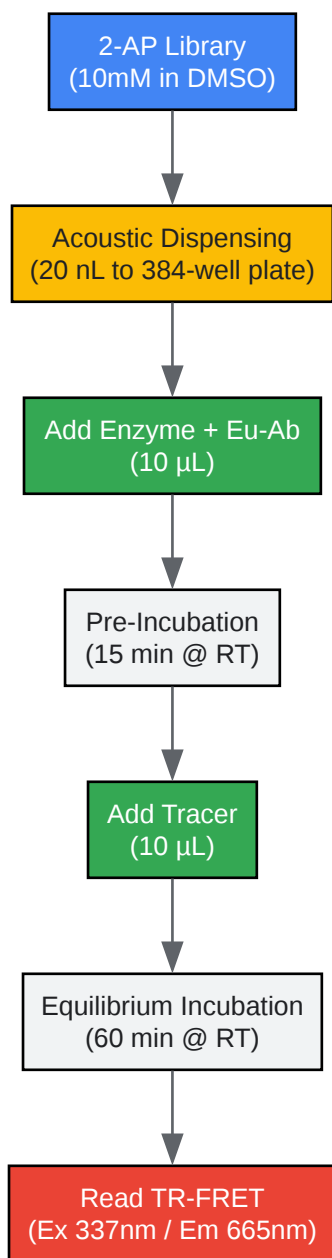 2-AP Library
(10mM in DMSO)
Acoustic Dispensing
(20 nL to 384-well plate)
Add Enzyme + Eu-Ab
(10 µL)
Pre-Incubation
(15 min @ RT)
Add Tracer
(10 µL)
Equilibrium Incubation
(60 min @ RT)
Read TR-FRET
(Ex 337nm / Em 665nm)